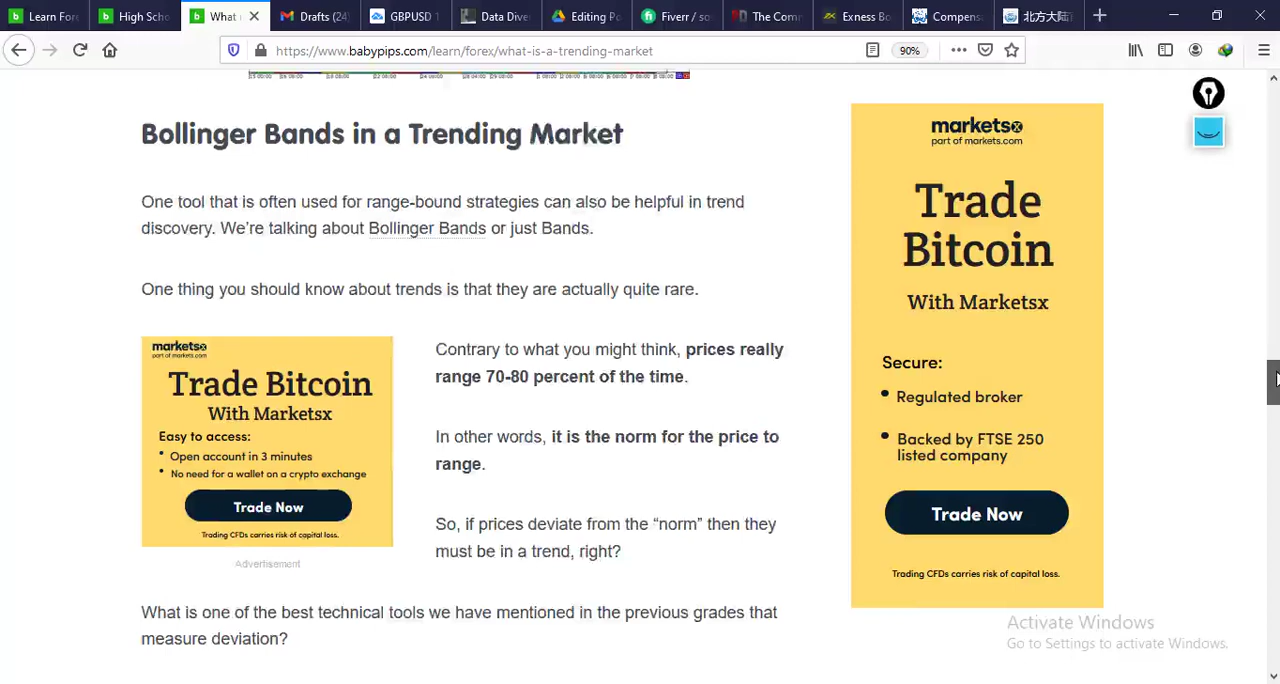 Learn For
High Scho
What
Drafts (24
GBPUSD
Data Dive
Editing Po
Fiverr / so
The Comm
Exness Bo
Compens
北方大陆
https://www.babypips.com/learn/forex/what-is-a-trending-market
90%
Bollinger Bands in a Trending Market
One tool that is often used for range-bound strategies can also be helpful in trend
discovery. We’re talking about Bollinger Bands or just Bands.
One thing you should know about trends is that they are actually quite rare.
marketsx
part of markets.com
Trade Bitcoin
With Marketsx
Easy to access:
• Open account in 3 minutes
• No need for a wallet on a crypto exchange
Trade Now
Trading CFDs carries risk of capital loss.
Advertisement
Contrary to what you might think, prices really
range 70-80 percent of the time.
In other words, it is the norm for the price to
range.
So, if prices deviate from the “norm” then they
must be in a trend, right?
What is one of the best technical tools we have mentioned in the previous grades that
measure deviation?
marketsx
part of markets.com
Trade
Bitcoin
With Marketsx
Secure:
• Regulated broker
• Backed by FTSE 250
listed company
Trade Now
Trading CFDs carries risk of capital loss.
Activate Windows
Go to Settings to activate Windows.